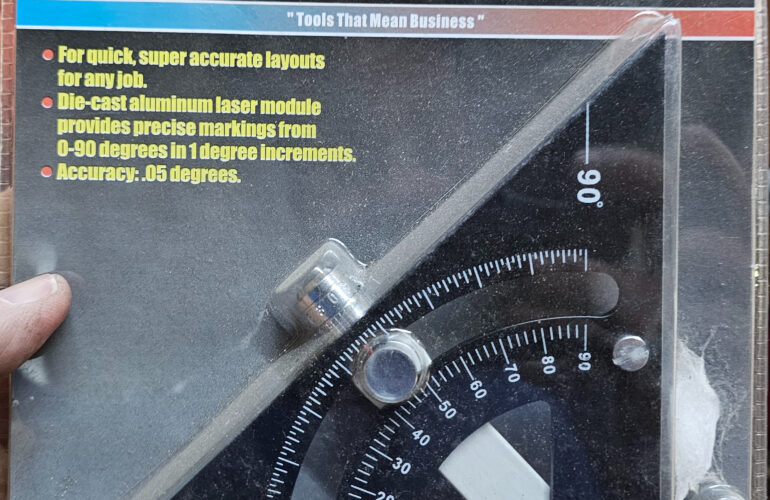 "Tools That Mean Business"
• For quick, super accurate layouts
for any job.
• Die-cast aluminum laser module
provides precise markings from
0-90 degrees in 1 degree increments.
• Accuracy: .05 degrees.
90°
90
80
70
60
50
40
30
20